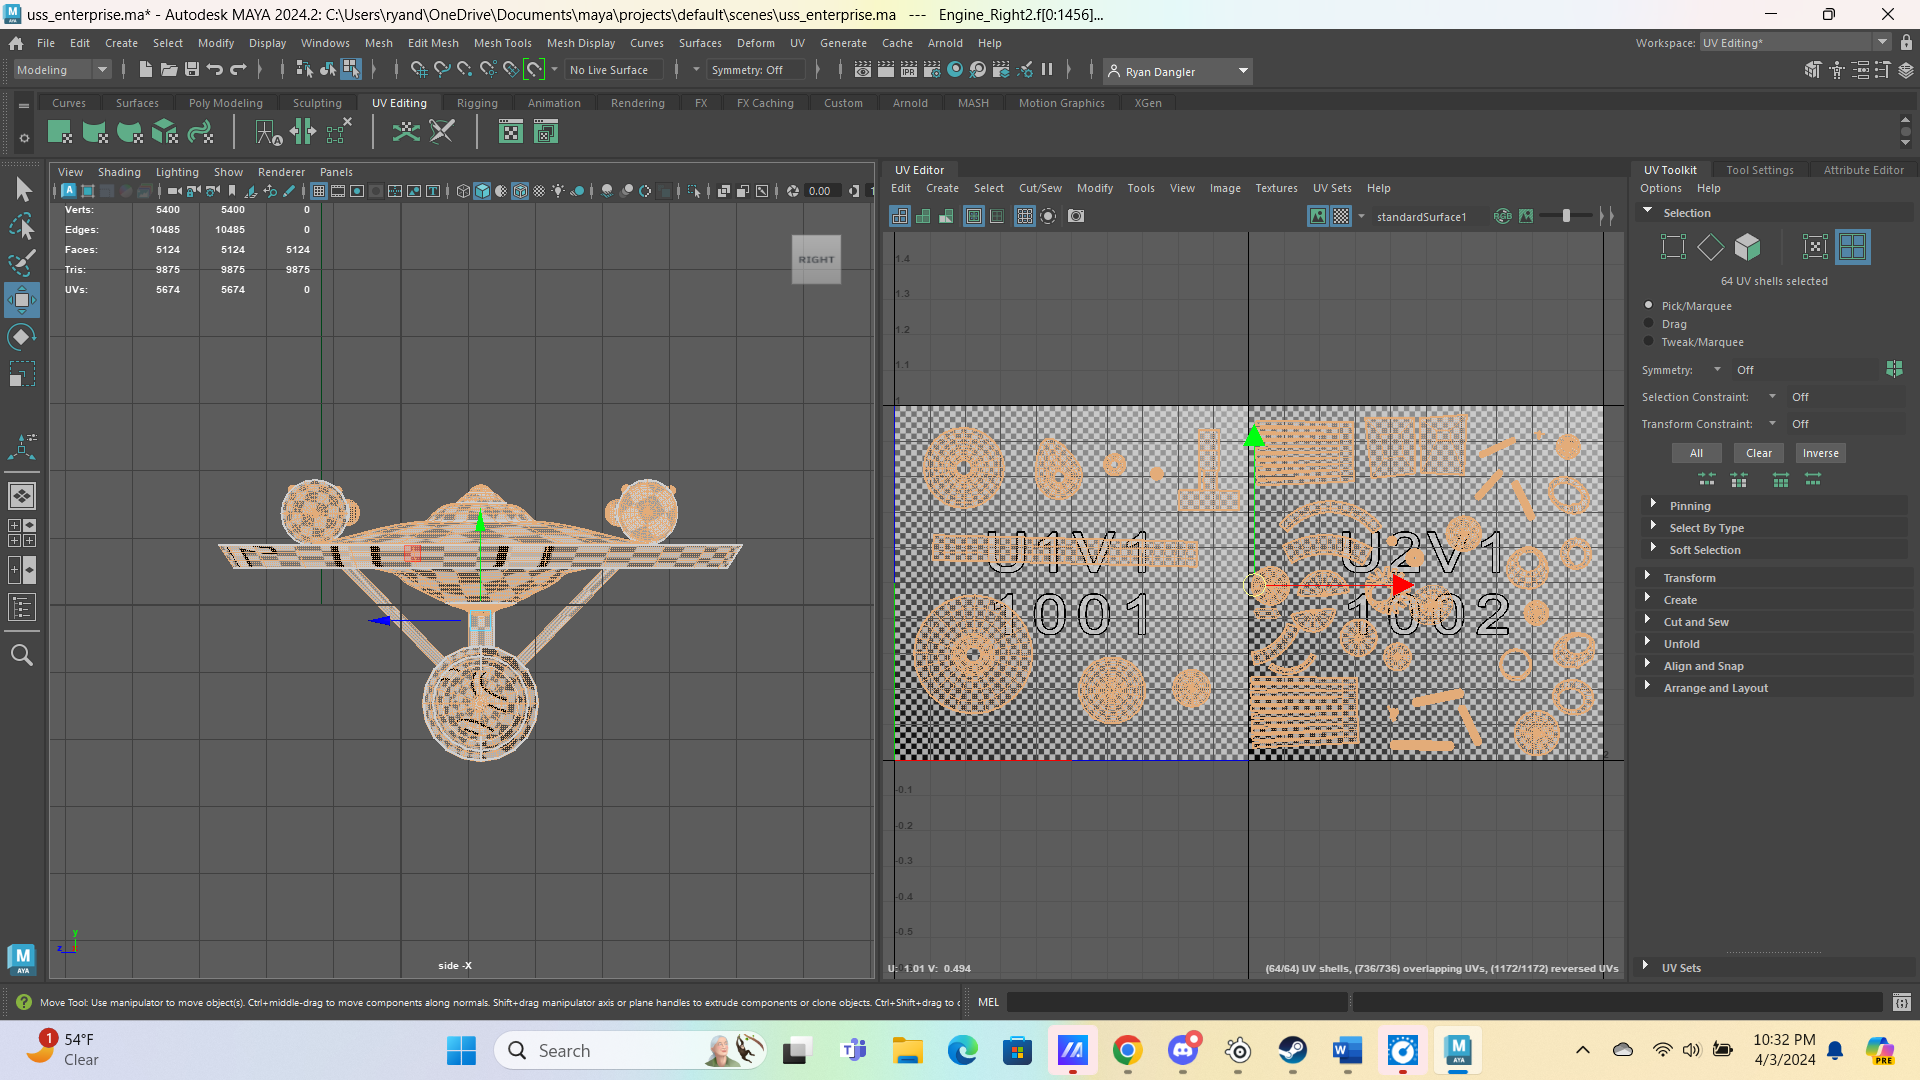 uss_enterprise.ma* - Autodesk MAYA 2024.2: C:\Users\ryand\OneDrive\Documents\maya\projects\default\scenes\uss_enterprise.ma --- Engine_Right2.f[0:1456]...
File Edit Create Select Modify Display Windows Mesh Edit Mesh Mesh Tools Mesh Display Curves Surfaces Deform UV Generate Cache Arnold Help
Workspace: UV Editing*
Modeling
No Live Surface
Symmetry: Off
IPR
Ryan Dangler
Curves Surfaces Poly Modeling Sculpting UV Editing Rigging Animation Rendering FX FX Caching Custom Arnold MASH Motion Graphics XGen
View Shading Lighting Show Renderer Panels
0.00
Verts: 5400 5400 0
Edges: 10485 10485 0
Faces: 5124 5124 5124
Tris: 9875 9875 9875
UVs: 5674 5674 0
RIGHT
side -X
y
z
UV Editor
Edit Create Select Cut/Sew Modify Tools View Image Textures UV Sets Help
standardSurface1
1.4
1.3
1.2
1.1
1
U1V1
1001
U2V1
1002
2
-0.1
-0.2
-0.3
-0.4
-0.5
U: 1.01 V: 0.494
(64/64) UV shells, (736/736) overlapping UVs, (1172/1172) reversed UVs
UV Toolkit Tool Settings Attribute Editor
Options Help
Selection
64 UV shells selected
Pick/Marquee
Drag
Tweak/Marquee
Symmetry: Off
Selection Constraint: Off
Transform Constraint: Off
All Clear Inverse
Pinning
Select By Type
Soft Selection
Transform
Create
Cut and Sew
Unfold
Align and Snap
Arrange and Layout
UV Sets
M
AYA
Move Tool: Use manipulator to move object(s). Ctrl+middle-drag to move components along normals. Shift+drag manipulator axis or plane handles to extrude components or clone objects. Ctrl+Shift+drag to c
MEL
1
54°F
Clear
Search
10:32 PM
4/3/2024
PRE